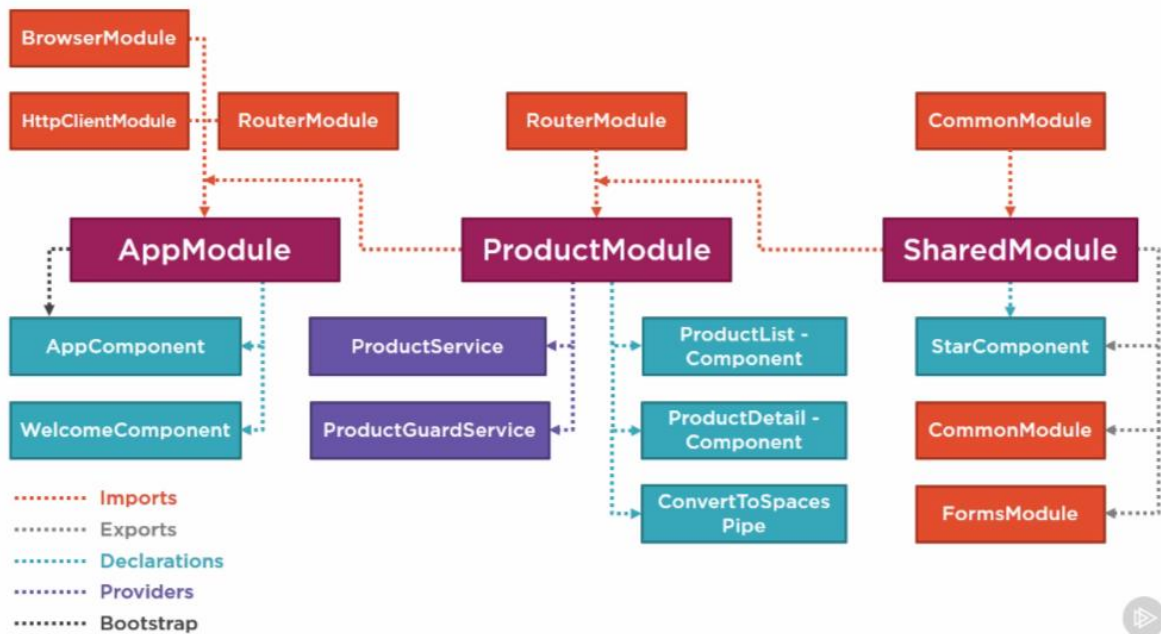 BrowserModule
HttpClientModule
RouterModule
RouterModule
CommonModule
AppModule
ProductModule
SharedModule
AppComponent
ProductService
ProductList -
Component
StarComponent
WelcomeComponent
ProductGuardService
ProductDetail -
Component
CommonModule
ConvertToSpaces
Pipe
FormsModule
Imports
Exports
Declarations
Providers
Bootstrap